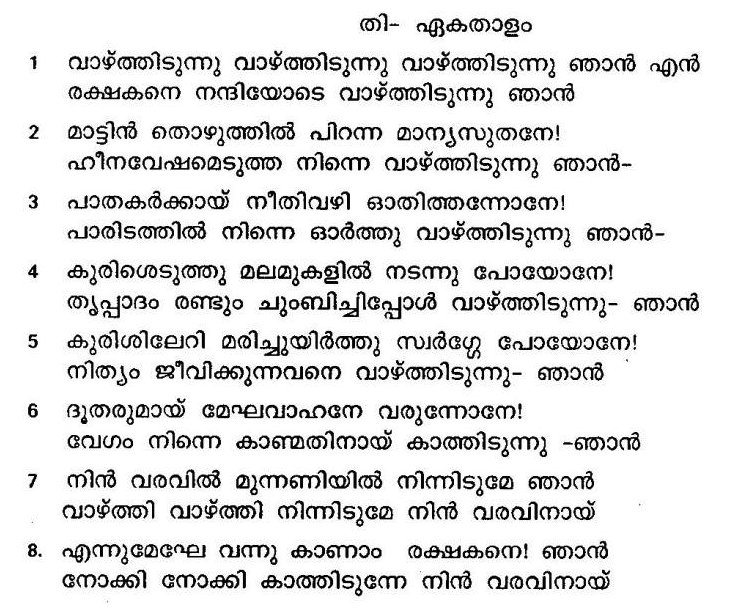 തി- ഏകതാളം
1 വാഴ്ത്തിടുന്നു വാഴ്ത്തിടുന്നു വാഴ്ത്തിടുന്നു ഞാൻ എൻ
രക്ഷകനെ നന്ദിയോടെ വാഴ്ത്തിടുന്നു ഞാൻ
2 മാട്ടിൻ തൊഴുത്തിൽ പിറന്ന മാന്യസുതനേ!
ഹീനവേഷമെടുത്ത നിന്നെ വാഴ്ത്തിടുന്നു ഞാൻ-
3 പാതകർക്കായ് നീതിവഴി ഓതിത്തന്നോനേ!
പാരിടത്തിൽ നിന്നെ ഓർത്തു വാഴ്ത്തിടുന്നു ഞാൻ-
4 കുരിശെടുത്തു മലമുകളിൽ നടന്നു പോയോനേ!
തൃപ്പാദം രണ്ടും ചുംബിച്ചിപ്പോൾ വാഴ്ത്തിടുന്നു- ഞാൻ
5 കുരിശിലേറി മരിച്ചുയിർത്തു സ്വർഗ്ഗേ പോയോനേ!
നിത്യം ജീവിക്കുന്നവനെ വാഴ്ത്തിടുന്നു- ഞാൻ
6 ദൂതരുമായ് മേഘവാഹനേ വരുന്നോനേ!
വേഗം നിന്നെ കാണ്മതിനായ് കാത്തിടുന്നു -ഞാൻ
7 നിൻ വരവിൽ മുന്നണിയിൽ നിന്നിടുമേ ഞാൻ
വാഴ്ത്തി വാഴ്ത്തി നിന്നിടുമേ നിൻ വരവിനായ്
8. എന്നുമേഘേ വന്നു കാണാം രക്ഷകനെ! ഞാൻ
നോക്കി നോക്കി കാത്തിടുന്നേ നിൻ വരവിനായ്